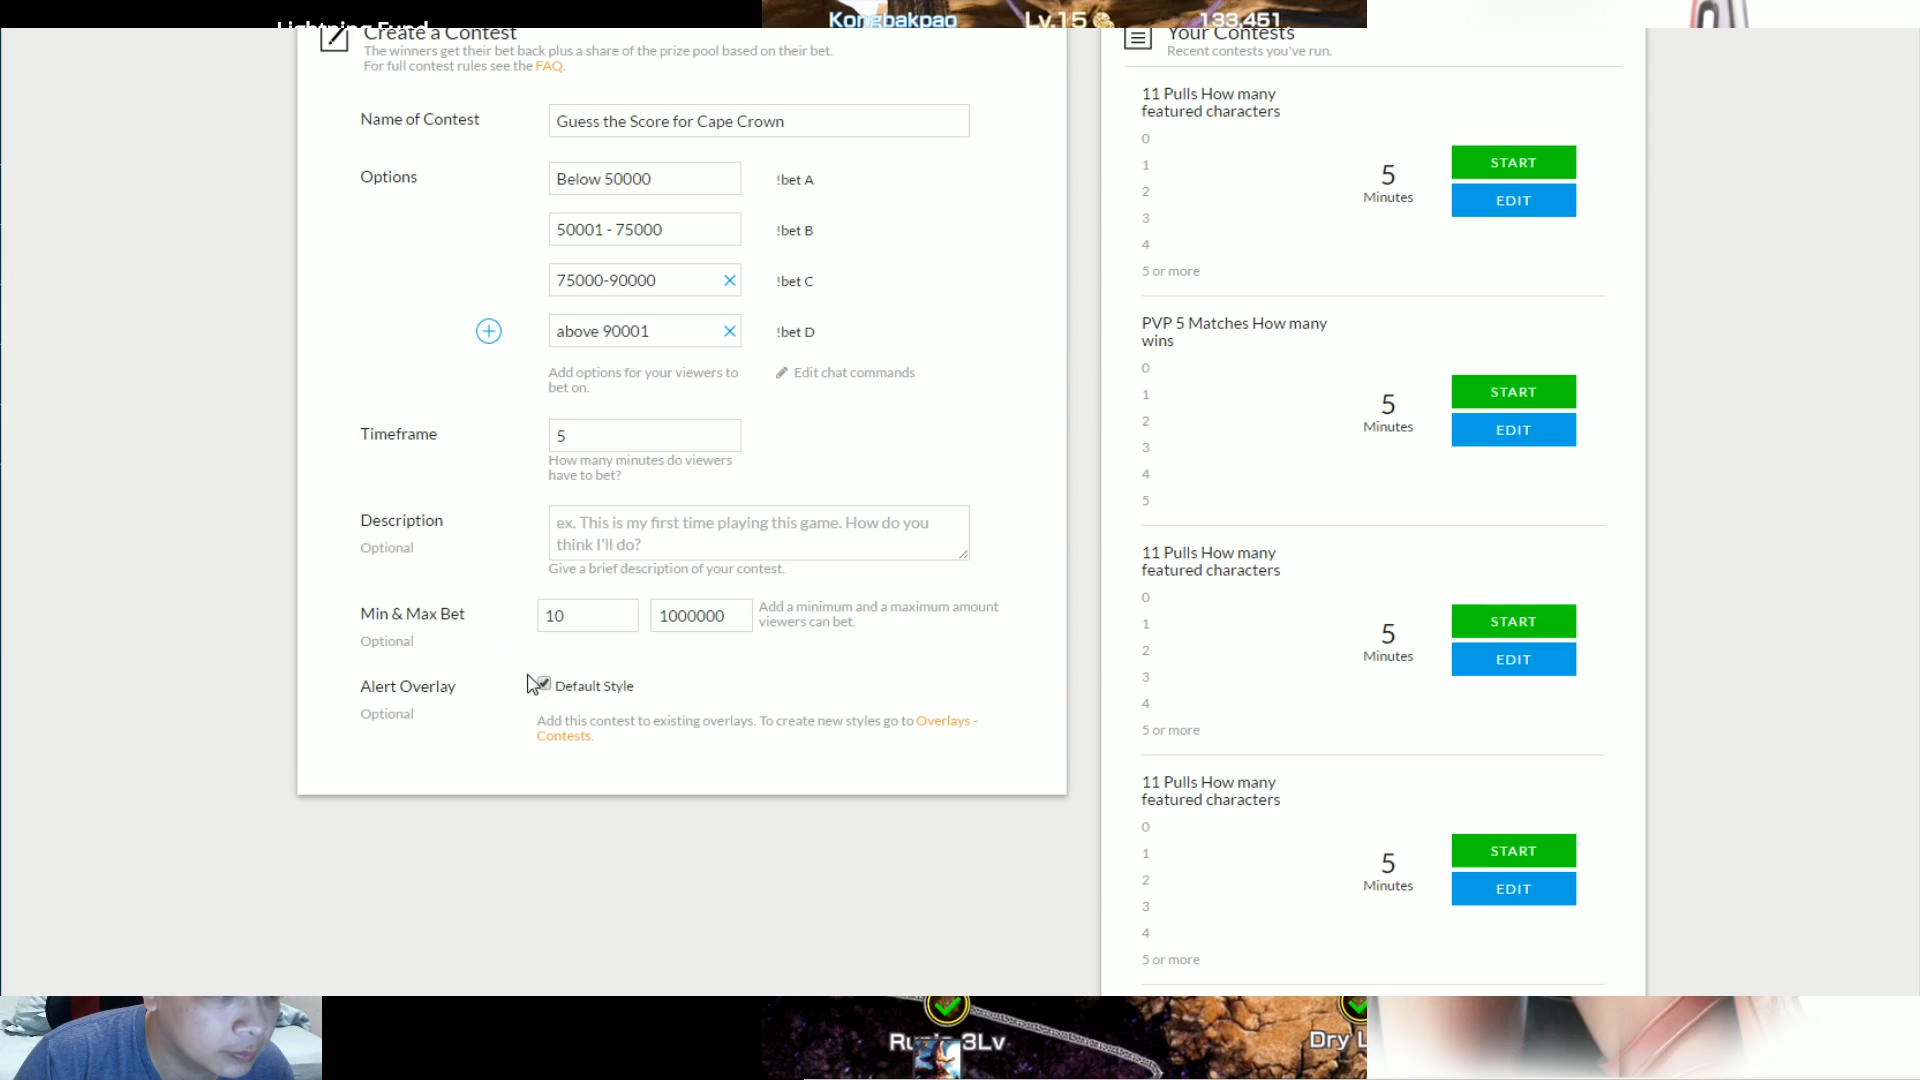 Lightning Fund
Kongbakpao Lv.15 133,451
Create a Contest
The winners get their bet back plus a share of the prize pool based on their bet.
For full contest rules see the FAQ.
Name of Contest
Guess the Score for Cape Crown
Options
Below 50000
!bet A
50001 - 75000
!bet B
75000-90000
!bet C
above 90001
!bet D
Add options for your viewers to
bet on.
Edit chat commands
Timeframe
5
How many minutes do viewers
have to bet?
Description
Optional
ex. This is my first time playing this game. How do you
think I'll do?
Give a brief description of your contest.
Min & Max Bet
Optional
10
1000000
Add a minimum and a maximum amount
viewers can bet.
Alert Overlay
Optional
Default Style
Add this contest to existing overlays. To create new styles go to Overlays -
Contests.
Your Contests
Recent contests you've run.
11 Pulls How many
featured characters
0
1
2
3
4
5 or more
5
Minutes
START
EDIT
PVP 5 Matches How many
wins
0
1
2
3
4
5
5
Minutes
START
EDIT
11 Pulls How many
featured characters
0
1
2
3
4
5 or more
5
Minutes
START
EDIT
11 Pulls How many
featured characters
0
1
2
3
4
5 or more
5
Minutes
START
EDIT
3Lv
Dry